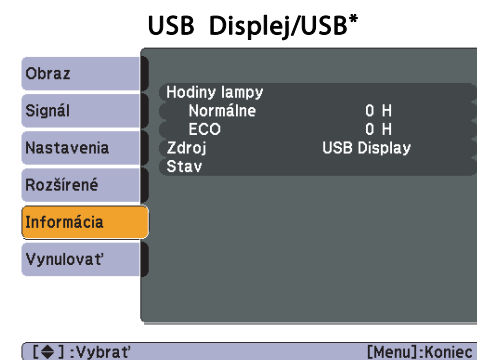 USB Displej/USB*
Obraz
Signál
Nastavenia
Rozšírené
Informácia
Vynulovať
Hodiny lampy
Normálne 0 H
ECO 0 H
Zdroj USB Display
Stav
[◆] :Vybrať [Menu]:Koniec